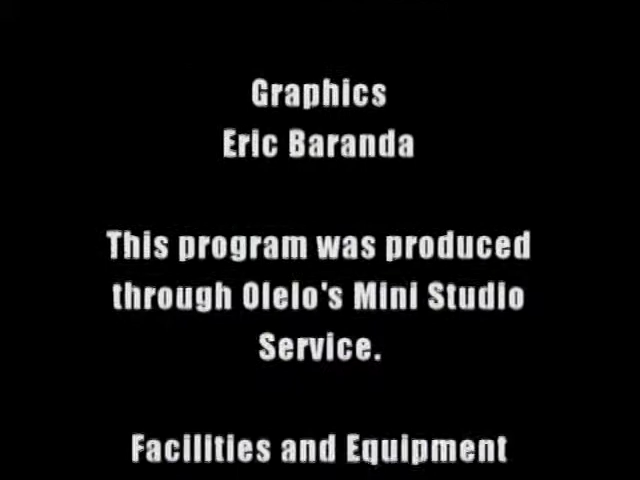 Graphics
Eric Baranda
This program was produced
through Olelo's Mini Studio
Service.
Facilities and Equipment